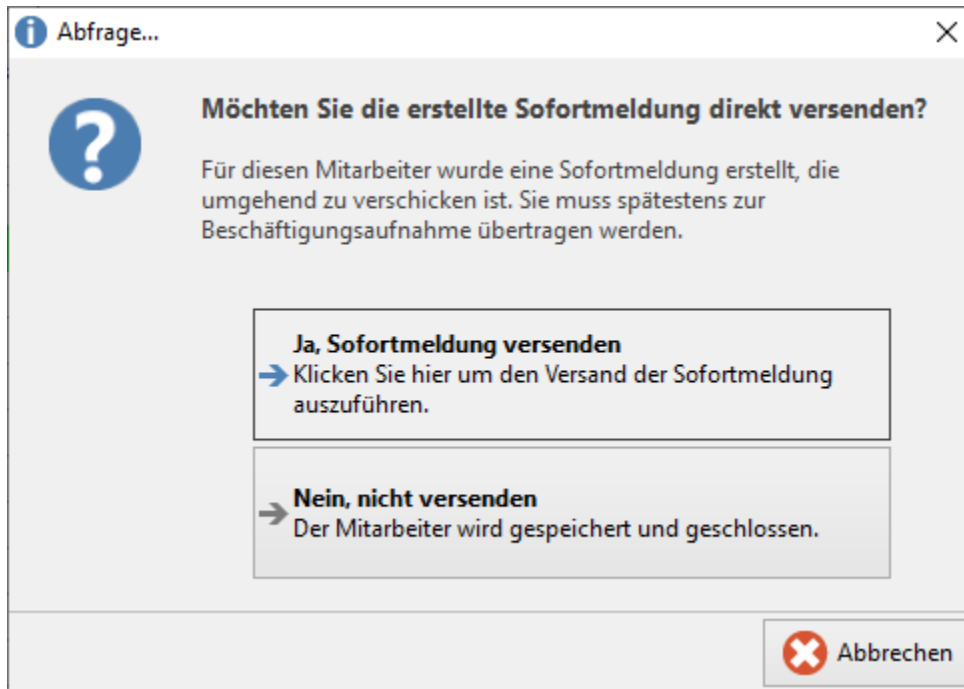 Abfrage...
Möchten Sie die erstellte Sofortmeldung direkt versenden?
Für diesen Mitarbeiter wurde eine Sofortmeldung erstellt, die
umgehend zu verschicken ist. Sie muss spätestens zur
Beschäftigungsaufnahme übertragen werden.
Ja, Sofortmeldung versenden
Klicken Sie hier um den Versand der Sofortmeldung
auszuführen.
Nein, nicht versenden
Der Mitarbeiter wird gespeichert und geschlossen.
Abbrechen